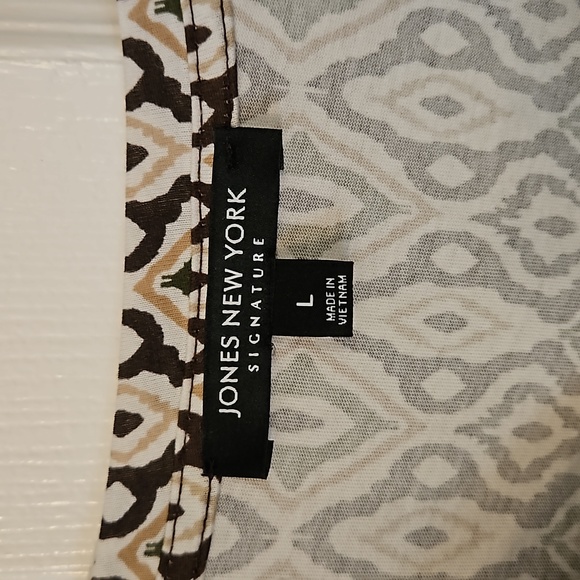 JONES NEW YORK
SIGNATURE
L
MADE IN
VIETNAM